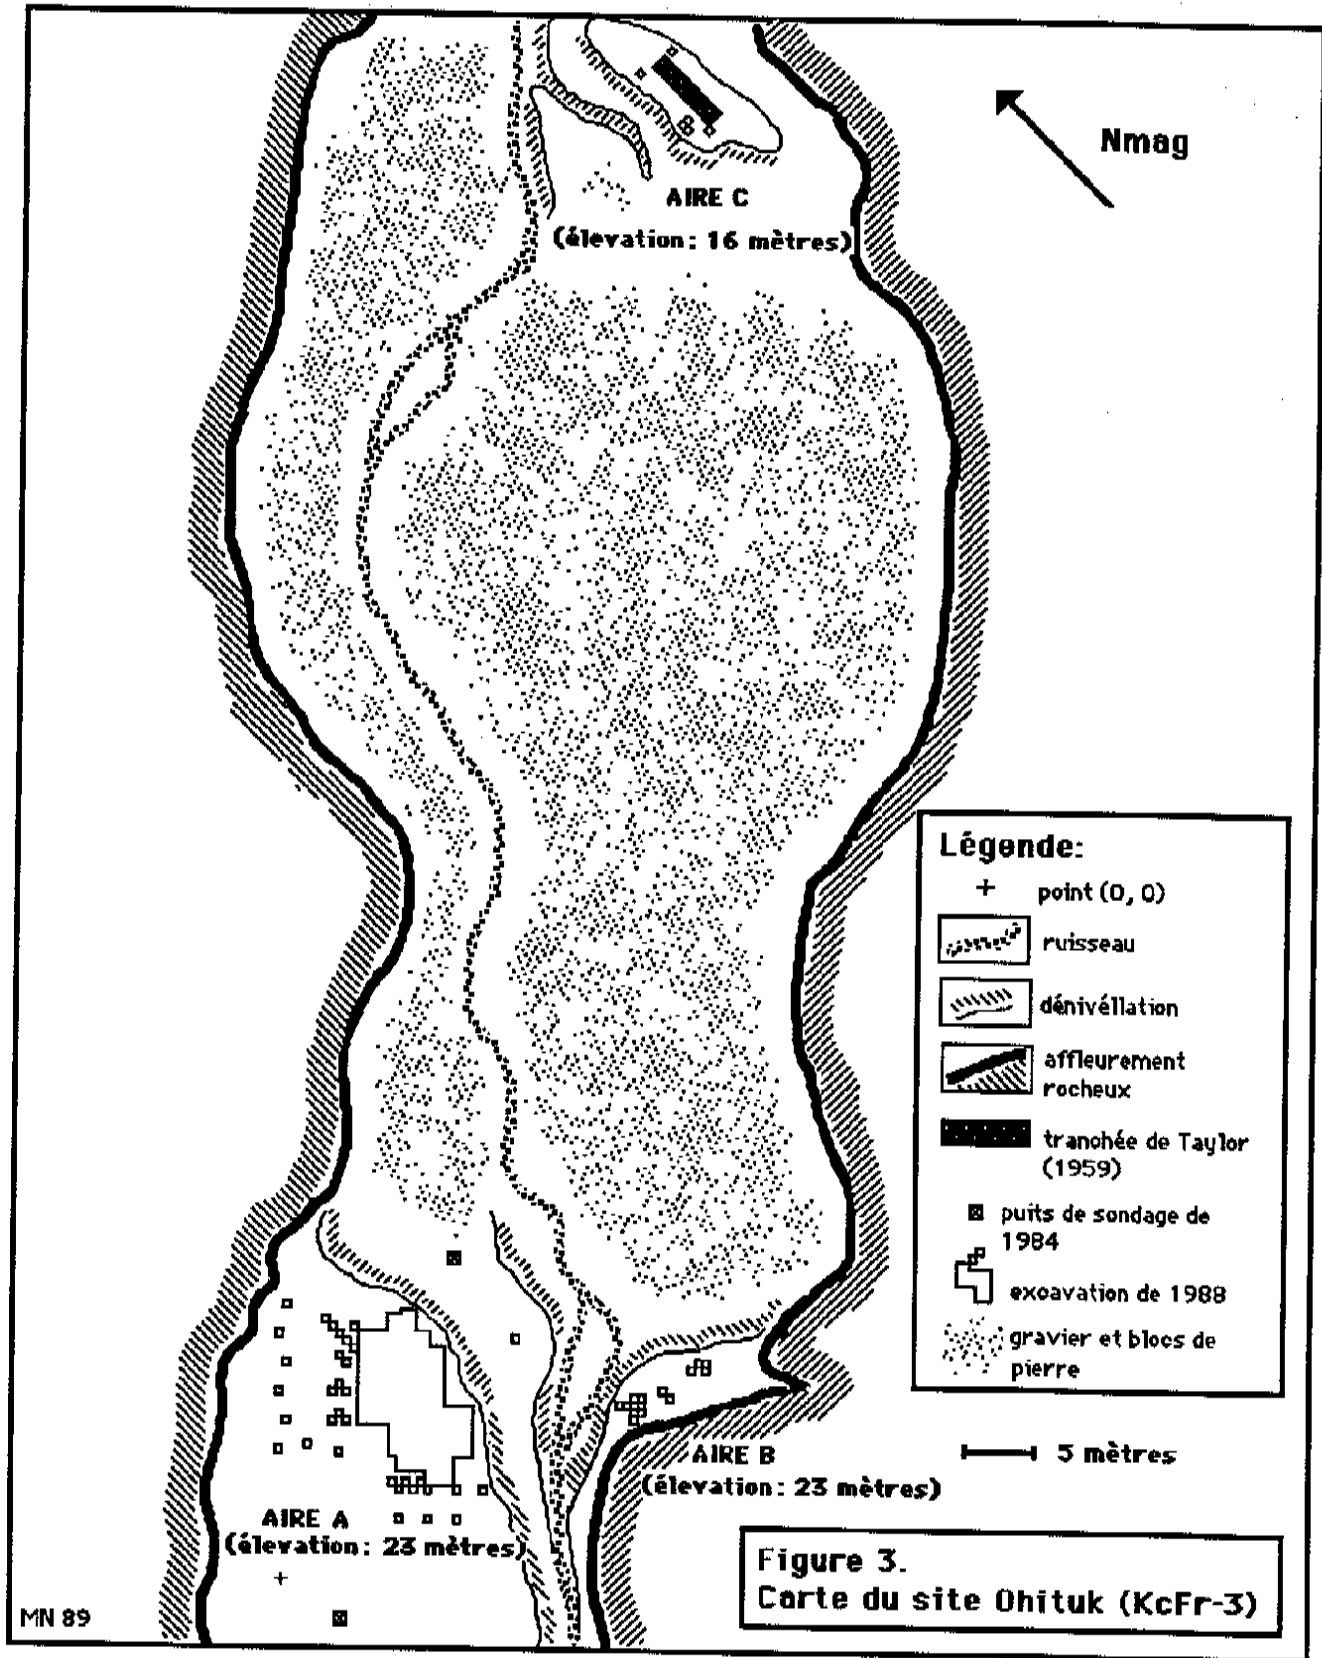 Nmag
AIRE C
(élevation: 16 mètres)
Légende:
+ point (0, 0)
ruisseau
dénivéllation
affleurement
rocheux
tranchée de Taylor
(1959)
puits de sondage de
1984
excavation de 1988
gravier et blocs de
pierre
AIRE B
(élevation: 23 mètres)
5 mètres
AIRE A
(élevation: 23 mètres)
+
MN 89
Figure 3.
Carte du site Ohituk (KcFr-3)